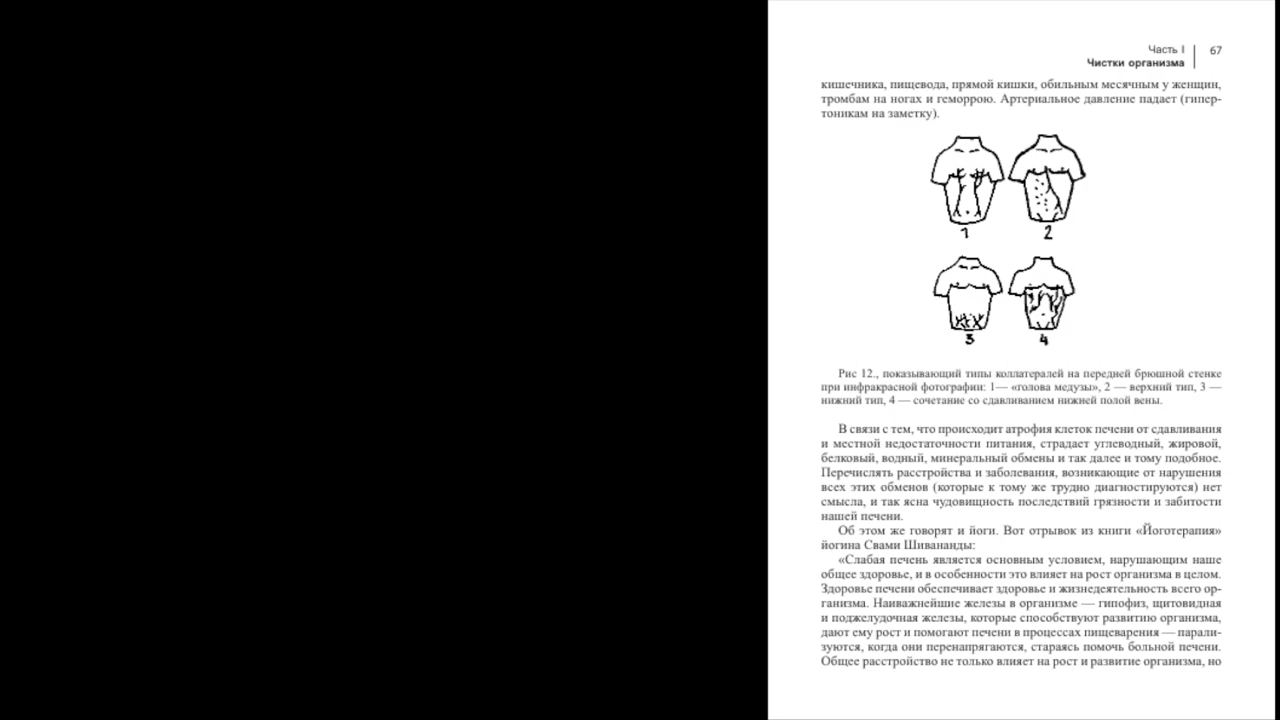 Часть I
67
Чистки организма
кишечника, пищевода, прямой кишки, обильным месячным у женщин,
тромбам на ногах и геморрою. Артериальное давление падает (гипер-
тоникам на заметку).
1
2
3
4
Рис 12., показывающий типы коллатералей на передней брюшной стенке
при инфракрасной фотографии: 1— «голова медузы», 2 — верхний тип, 3 —
нижний тип, 4 — сочетание со сдавливанием нижней полой вены.
В связи с тем, что происходит атрофия клеток печени от сдавливания
и местной недостаточности питания, страдает углеводный, жировой,
белковый, водный, минеральный обмены и так далее и тому подобное.
Перечислять расстройства и заболевания, возникающие от нарушения
всех этих обменов (которые к тому же трудно диагностируются) нет
смысла, и так ясна чудовищность последствий грязности и забитости
нашей печени.
Об этом же говорят и йоги. Вот отрывок из книги «Йоготерапия»
йогина Свами Шивананды:
«Слабая печень является основным условием, нарушающим наше
общее здоровье, и в особенности это влияет на рост организма в целом.
Здоровье печени обеспечивает здоровье и жизнедеятельность всего ор-
ганизма. Наиважнейшие железы в организме — гипофиз, щитовидная
и поджелудочная железы, которые способствуют развитию организма,
дают ему рост и помогают печени в процессах пищеварения — парали-
зуются, когда они перенапрягаются, стараясь помочь больной печени.
Общее расстройство не только влияет на рост и развитие организма, но